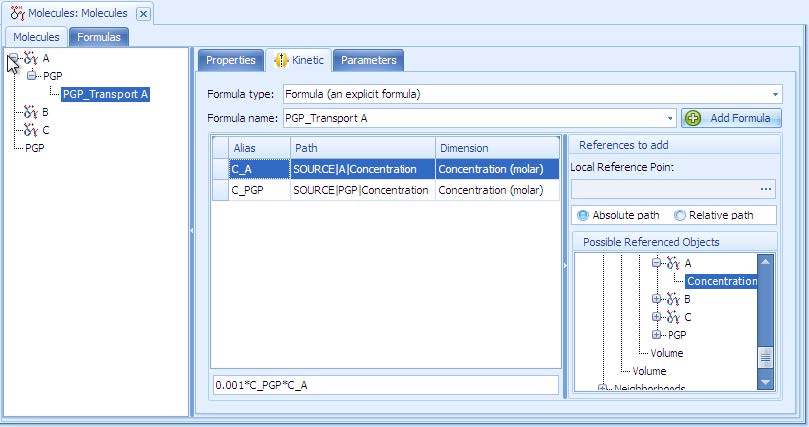 Molecules: Molecules
Molecules Formulas
A
PGP
PGP_Transport A
B
C
PGP
Properties Kinetic Parameters
Formula type: Formula (an explicit formula)
Formula name: PGP_Transport A Add Formula
Alias Path Dimension
C_A SOURCE|A|Concentration Concentration (molar)
C_PGP SOURCE|PGP|Concentration Concentration (molar)
0.001*C_PGP*C_A
References to add
Local Reference Point:
...
Absolute path Relative path
Possible Referenced Objects
A
Concentration
B
C
PGP
Volume
Volume
Neighborhoods